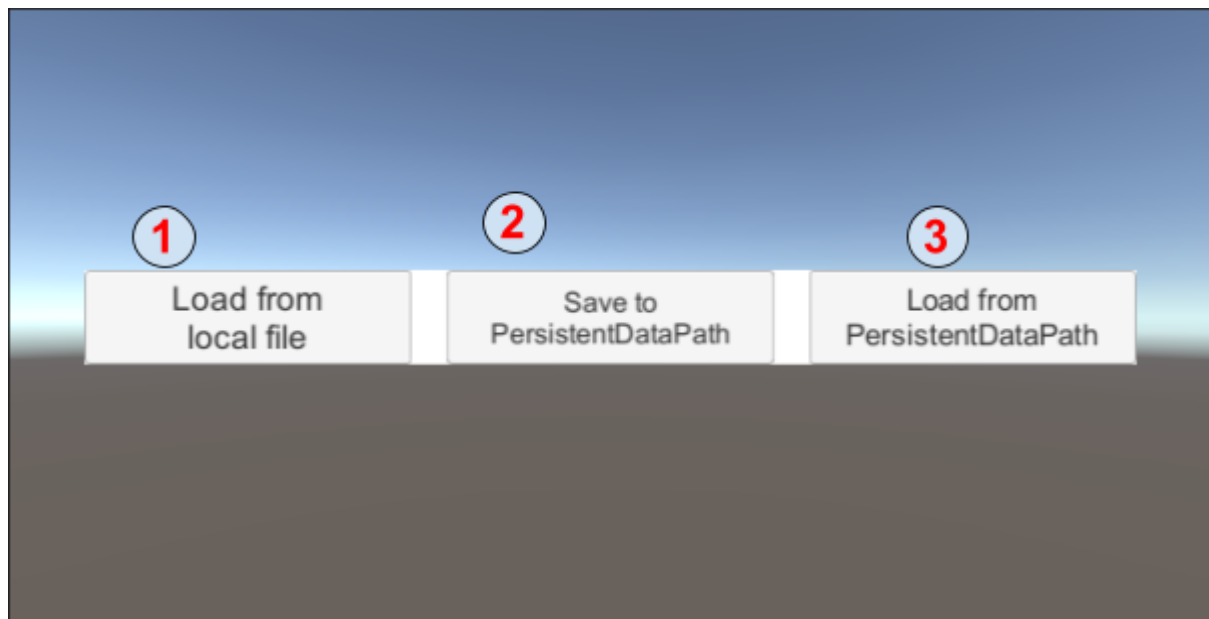 1
2
3
Load from
local file
Save to
PersistentDataPath
Load from
PersistentDataPath